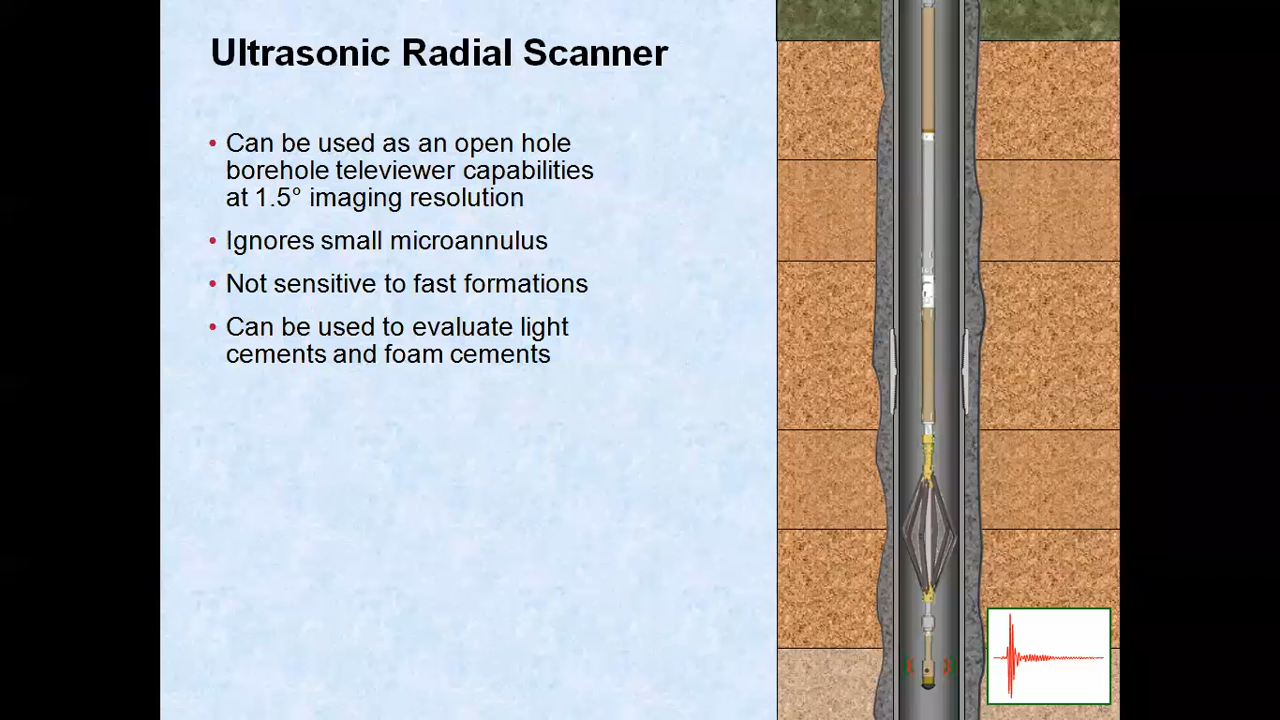 Ultrasonic Radial Scanner
• Can be used as an open hole
borehole televiewer capabilities
at 1.5° imaging resolution
• Ignores small microannulus
• Not sensitive to fast formations
• Can be used to evaluate light
cements and foam cements